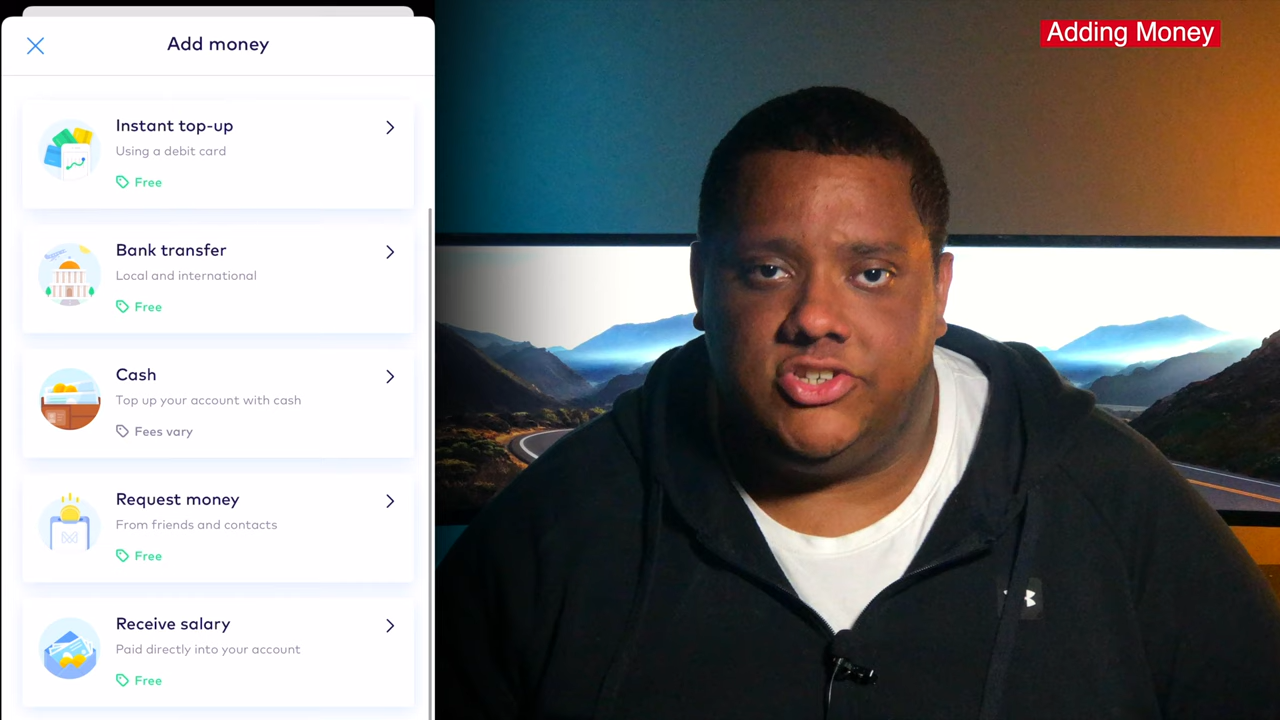 Add money
Adding Money
Instant top-up
Using a debit card
Free
Bank transfer
Local and international
Free
Cash
Top up your account with cash
Fees vary
Request money
From friends and contacts
Free
Receive salary
Paid directly into your account
Free